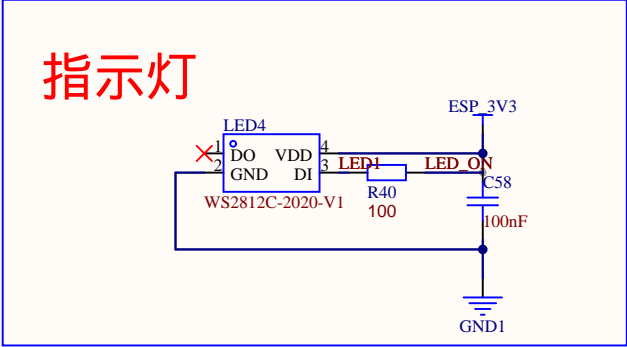 指示灯
ESP_3V3
LED4
1 DO VDD 4
2 GND DI 3
LED1
LED_ON
C58
WS2812C-2020-V1
R40
100
100nF
GND1